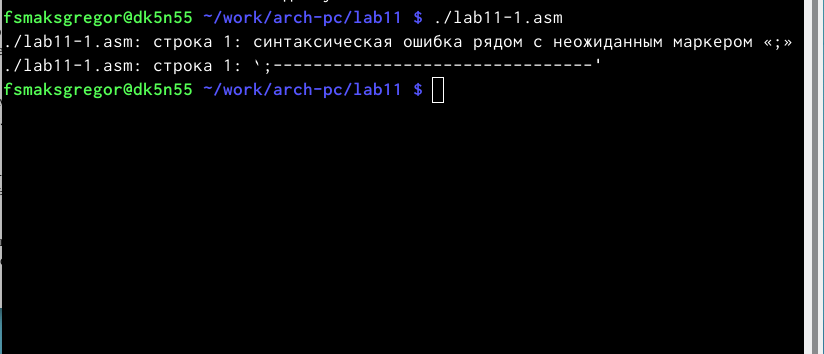 fsmaksgregor@dk5n55 ~/work/arch-pc/lab11 $ ./lab11-1.asm
./lab11-1.asm: строка 1: синтаксическая ошибка рядом с неожиданным маркером «;»
./lab11-1.asm: строка 1: `;--------------------------------'
fsmaksgregor@dk5n55 ~/work/arch-pc/lab11 $